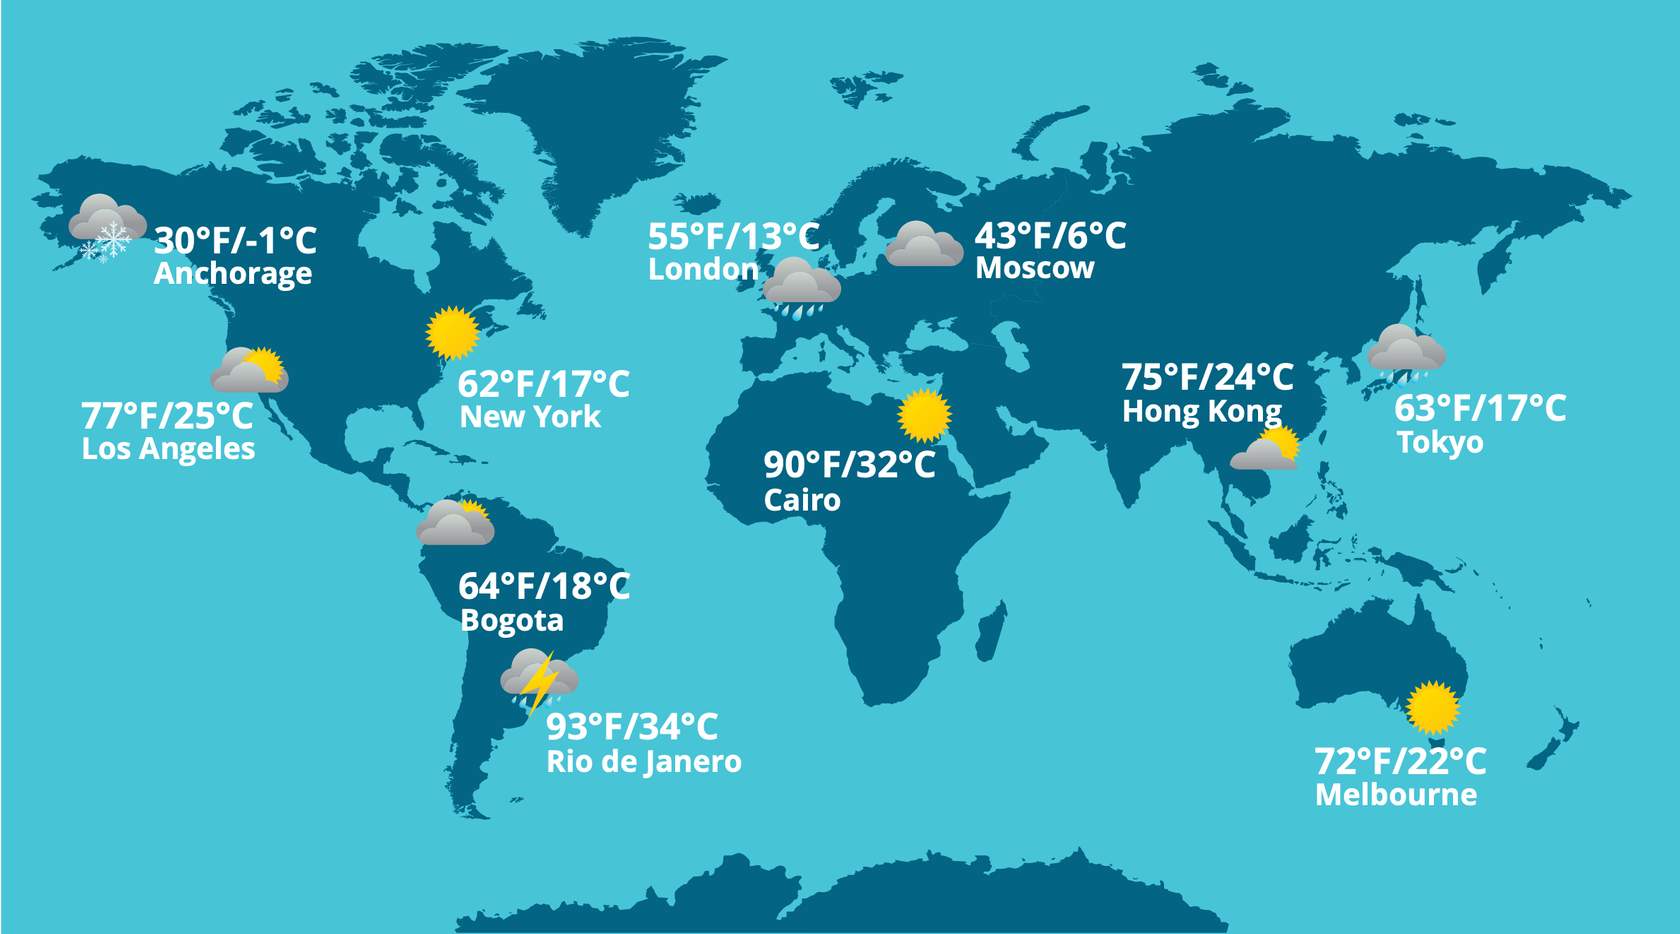 30°F/-1°C
Anchorage
55°F/13°C
London
43°F/6°C
Moscow
77°F/25°C
Los Angeles
62°F/17°C
New York
75°F/24°C
Hong Kong
63°F/17°C
Tokyo
90°F/32°C
Cairo
64°F/18°C
Bogota
93°F/34°C
Rio de Janero
72°F/22°C
Melbourne